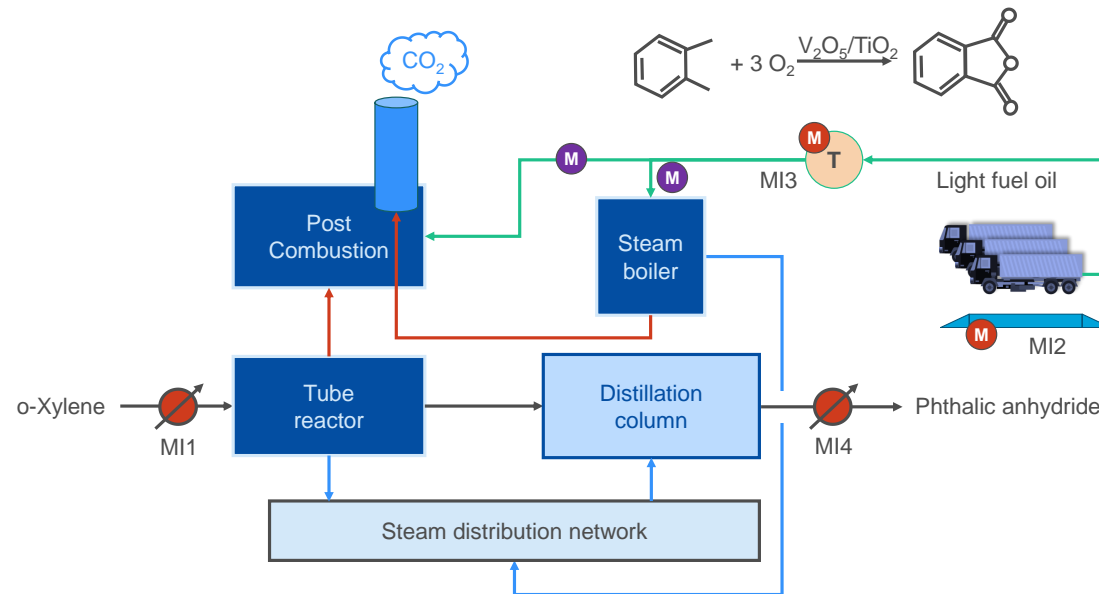 CO₂
+ 3 O₂
V₂O₅/TiO₂
M
M
M
T
MI3
Light fuel oil
Post
Combustion
Steam
boiler
M
MI2
o-Xylene
MI1
Tube
reactor
Distillation
column
MI4
Phthalic anhydride
Steam distribution network